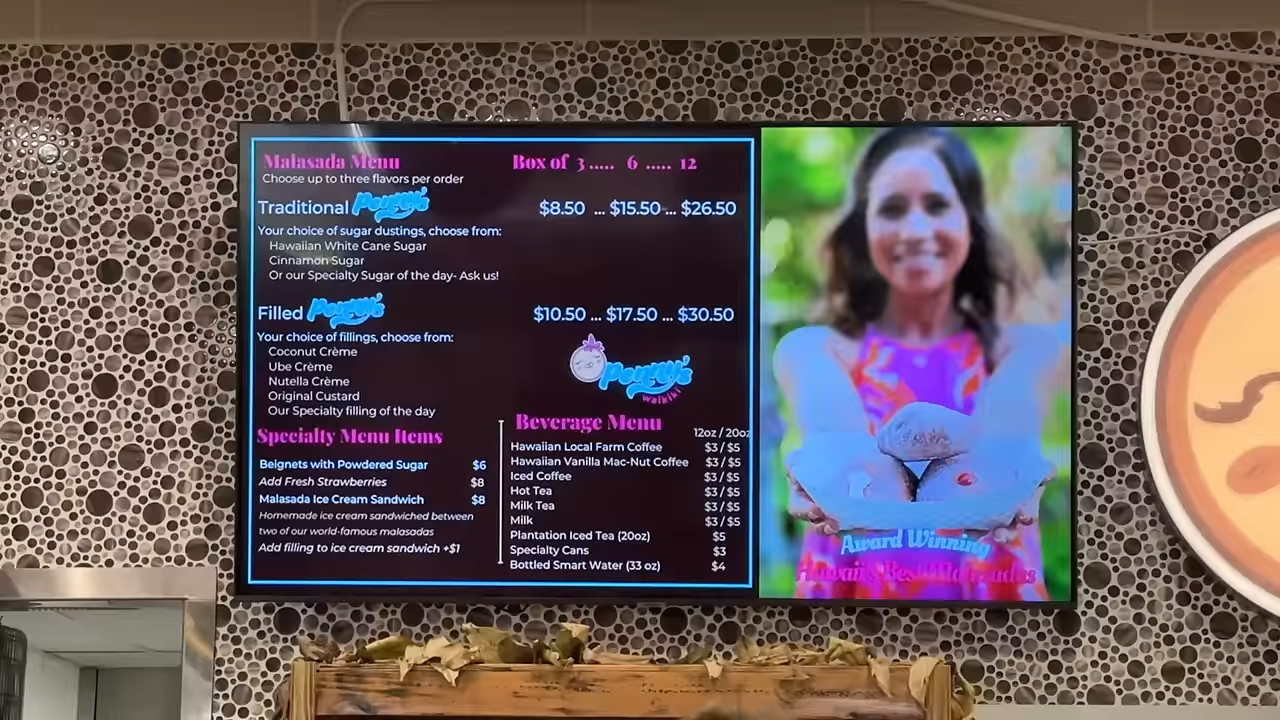 Malasada Menu
Box of 3 ..... 6 ..... 12
Choose up to three flavors per order
Traditional Penny's
$8.50 ... $15.50 ... $26.50
Your choice of sugar dustings, choose from:
Hawaiian White Cane Sugar
Cinnamon Sugar
Or our Specialty Sugar of the day- Ask us!
Filled Penny's
$10.50 ... $17.50 ... $30.50
Your choice of fillings, choose from:
Coconut Crème
Ube Crème
Nutella Crème
Original Custard
Our Specialty filling of the day
Penny's
waikiki
Specialty Menu Items
Beignets with Powdered Sugar $6
Add Fresh Strawberries $8
Malasada Ice Cream Sandwich $8
Homemade ice cream sandwiched between
two of our world-famous malasadas
Add filling to ice cream sandwich +$1
Beverage Menu
12oz / 20oz
Hawaiian Local Farm Coffee $3 / $5
Hawaiian Vanilla Mac-Nut Coffee $3 / $5
Iced Coffee $3 / $5
Hot Tea $3 / $5
Milk Tea $3 / $5
Milk $3 / $5
Plantation Iced Tea (20oz) $5
Specialty Cans $3
Bottled Smart Water (33 oz) $4
Award Winning
Hawaii's Best Malasadas